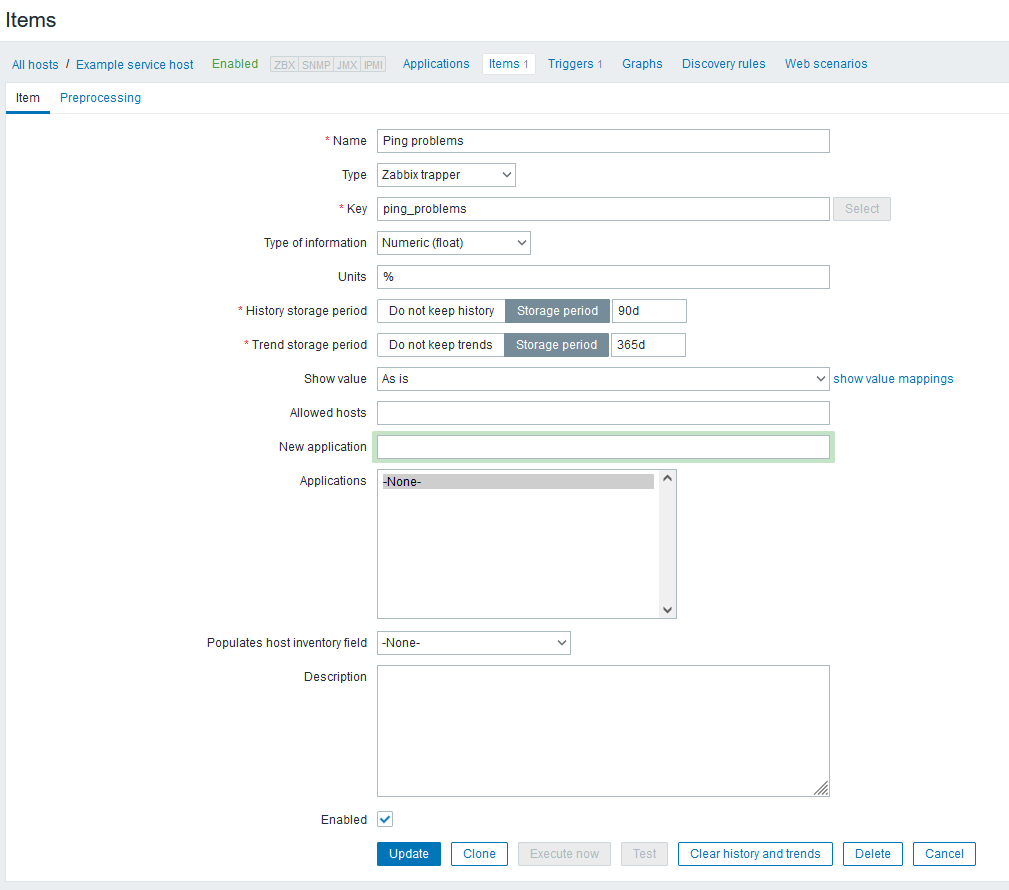 Items
All hosts / Example service host Enabled ZBX SNMP JMX IPMI Applications Items 1 Triggers 1 Graphs Discovery rules Web scenarios
Item Preprocessing
* Name Ping problems
Type Zabbix trapper
* Key ping_problems Select
Type of information Numeric (float)
Units %
* History storage period Do not keep history Storage period 90d
* Trend storage period Do not keep trends Storage period 365d
Show value As is show value mappings
Allowed hosts
New application
Applications -None-
Populates host inventory field -None-
Description
Enabled
Update Clone Execute now Test Clear history and trends Delete Cancel